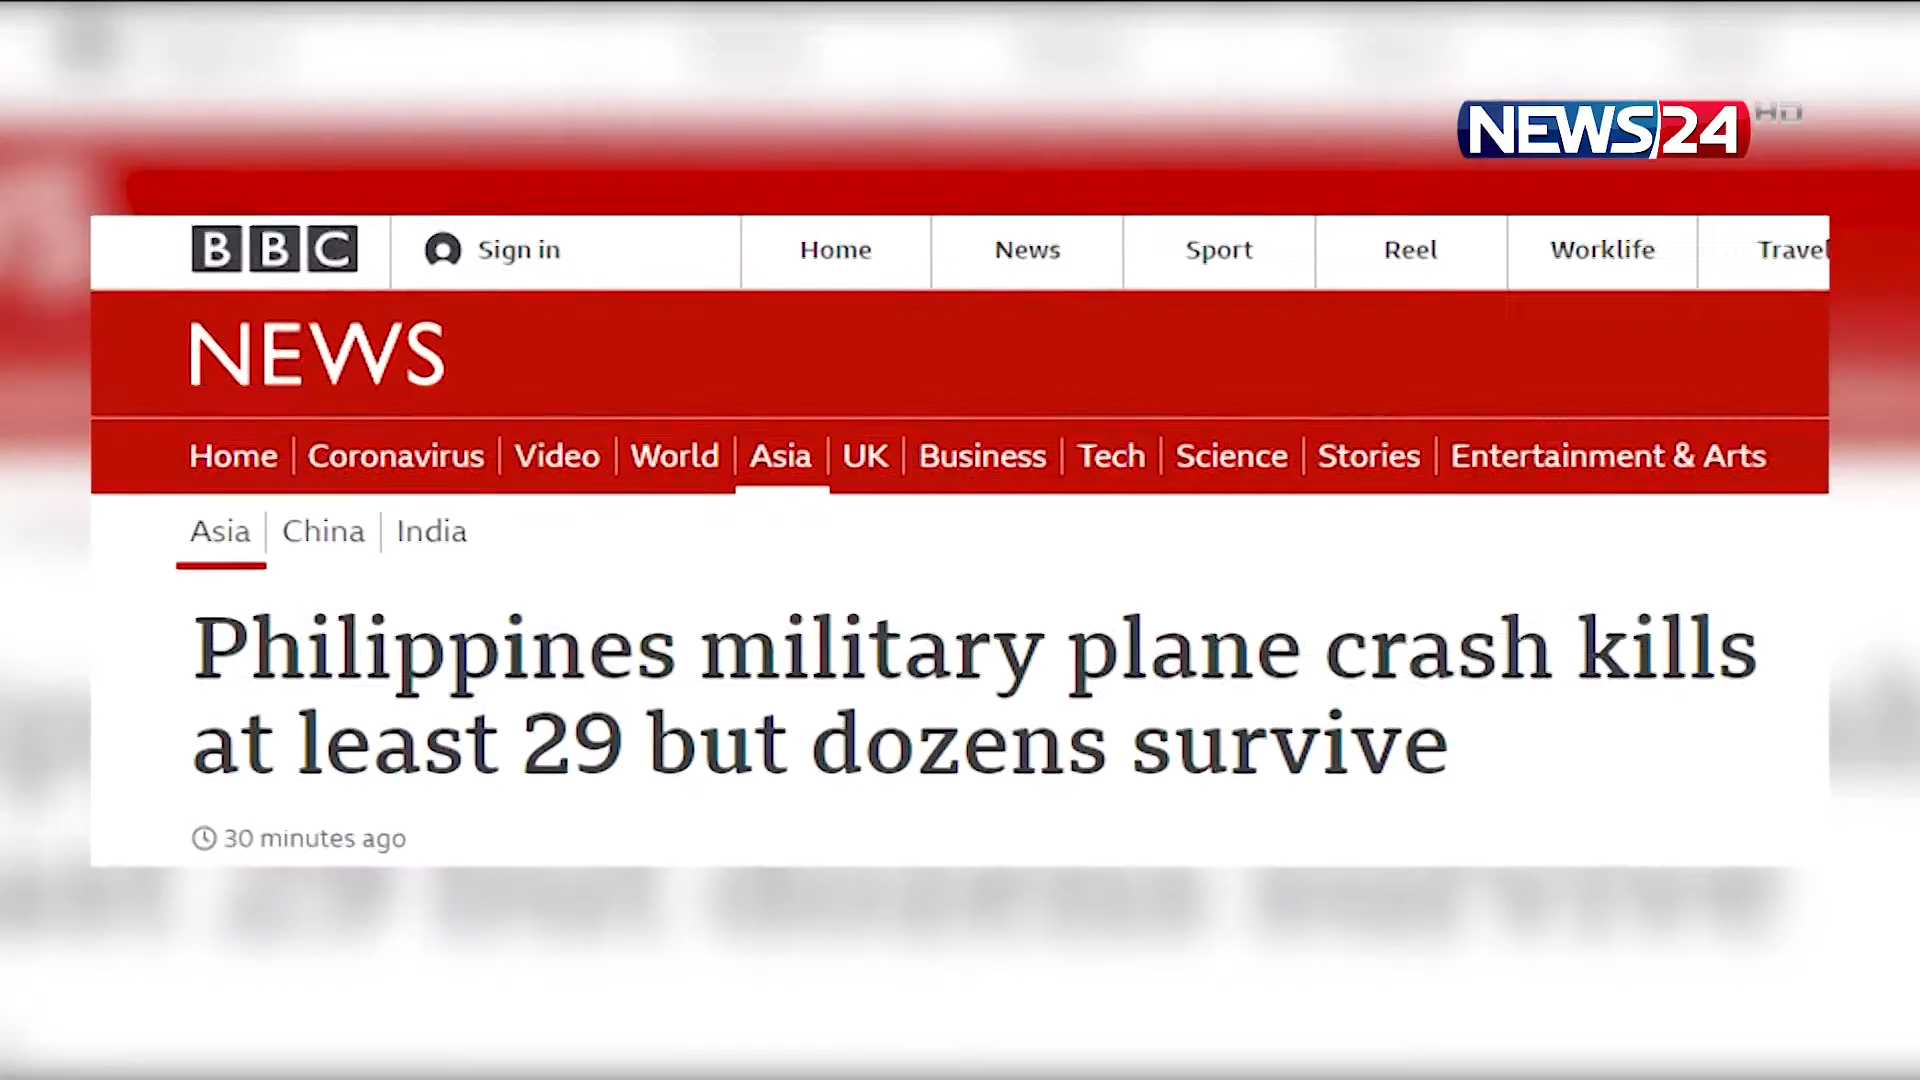 NEWS24 HD
BBC Sign in Home News Sport Reel Worklife Travel
NEWS
Home Coronavirus Video World Asia UK Business Tech Science Stories Entertainment & Arts
Asia China India
Philippines military plane crash kills
at least 29 but dozens survive
30 minutes ago